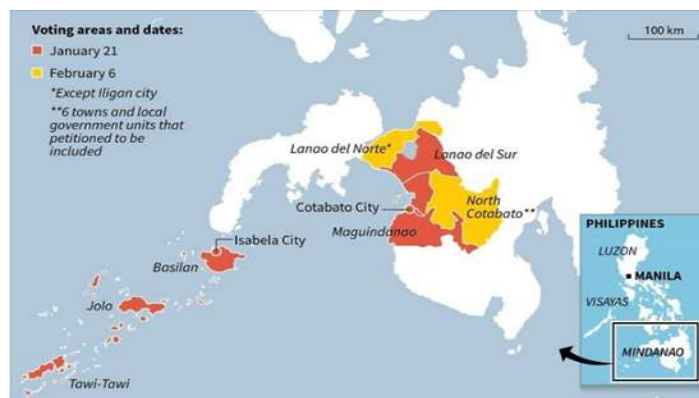 Voting areas and dates:
January 21
February 6
*Except Iligan city
**6 towns and local
government units that
petitioned to be
included
100 km
Lanao del Norte*
Lanao del Sur
North
Cotabato**
Cotabato City
Maguindanao
Isabela City
Basilan
Jolo
Tawi-Tawi
PHILIPPINES
LUZON
MANILA
VISAYAS
MINDANAO